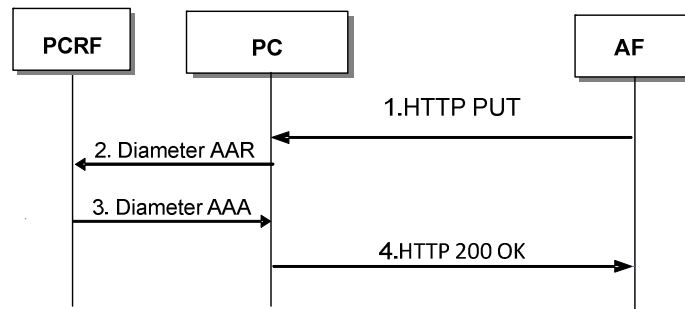 PCRF
PC
AF
1.HTTP PUT
2. Diameter AAR
3. Diameter AAA
4.HTTP 200 OK